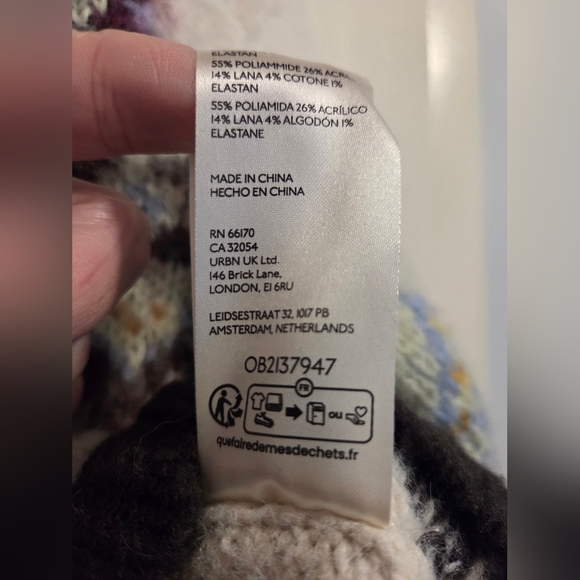 ELASTAN
55% POLIAMMIDE 26% ACR
14% LANA 4% COTONE 1%
ELASTAN
55% POLIAMIDA 26% ACRÍLICO
14% LANA 4% ALGODÓN 1%
ELASTANE
MADE IN CHINA
HECHO EN CHINA
RN 66170
CA 32054
URBN UK Ltd.
146 Brick Lane,
LONDON, E1 6RU
LEIDSESTRAAT 32, 1017 PB
AMSTERDAM, NETHERLANDS
OB2137947
FR
ou
quefairedemesdechets.fr